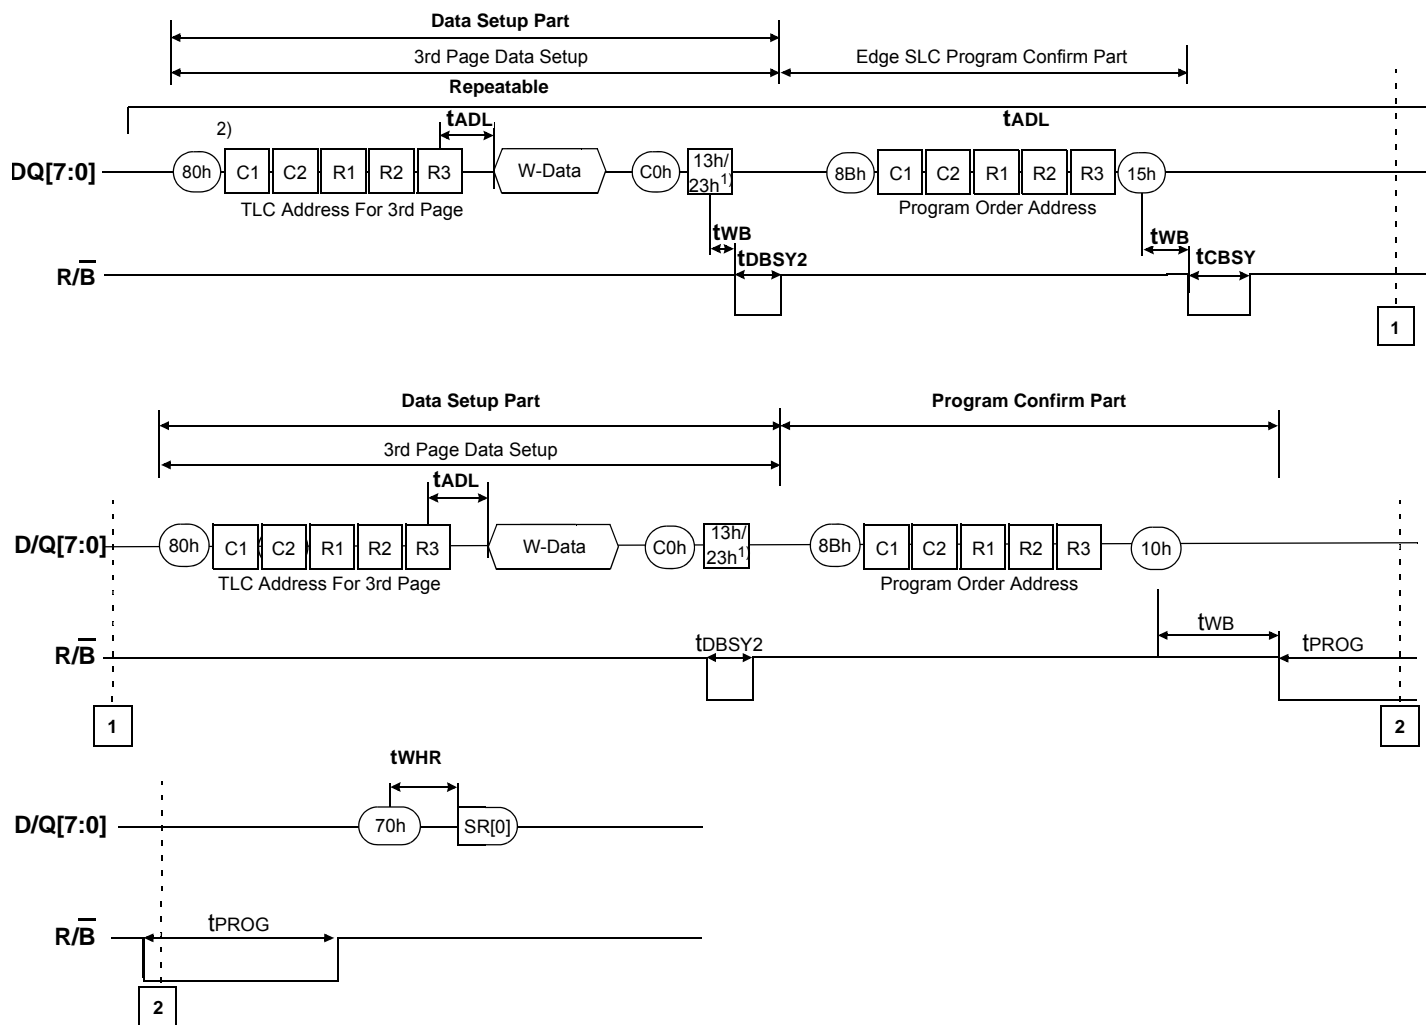 Data Setup Part
3rd Page Data Setup
Edge SLC Program Confirm Part
Repeatable
2)
tADL
tADL
DQ[7:0]
80h C1 C2 R1 R2 R3 W-Data C0h 13h/ 23h1) 8Bh C1 C2 R1 R2 R3 15h
TLC Address For 3rd Page
Program Order Address
tWB
tWB
R/B
tDBSY2
tCBSY
1
Data Setup Part
Program Confirm Part
3rd Page Data Setup
tADL
D/Q[7:0]
80h C1 C2 R1 R2 R3 W-Data C0h 13h/ 23h1) 8Bh C1 C2 R1 R2 R3 10h
TLC Address For 3rd Page
Program Order Address
tWB
R/B
tDBSY2
tPROG
1
2
tWHR
D/Q[7:0]
70h SR[0]
tPROG
R/B
2